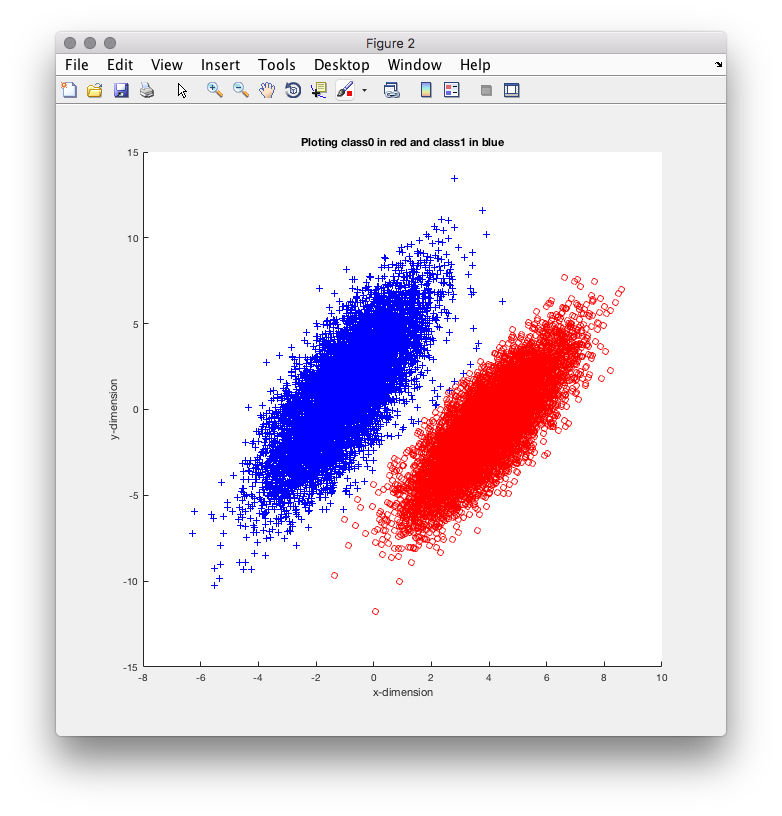 Figure 2
File Edit View Insert Tools Desktop Window Help
Ploting class0 in red and class1 in blue
15
10
5
0
-5
-10
-15
y-dimension
-8 -6 -4 -2 0 2 4 6 8 10
x-dimension